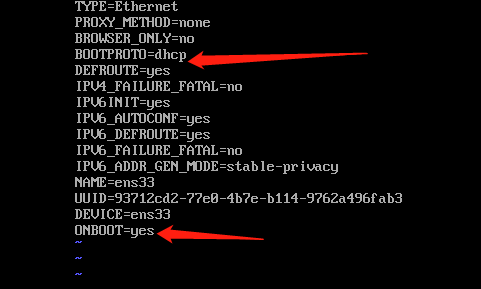 TYPE=Ethernet
PROXY_METHOD=none
BROWSER_ONLY=no
BOOTPROTO=dhcp
DEFROUTE=yes
IPV4_FAILURE_FATAL=no
IPV6INIT=yes
IPV6_AUTOCONF=yes
IPV6_DEFROUTE=yes
IPV6_FAILURE_FATAL=no
IPV6_ADDR_GEN_MODE=stable-privacy
NAME=ens33
UUID=93712cd2-77e0-4b7e-b114-9762a496fab3
DEVICE=ens33
ONBOOT=yes
~
~
~